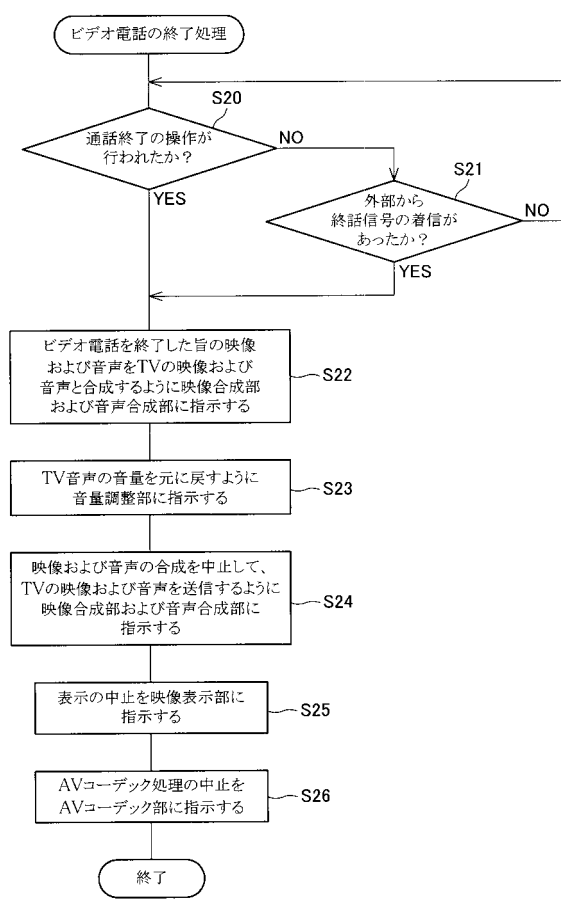 ビデオ電話の終了処理
S20
通話終了の操作が
行われたか？
NO
YES
S21
外部から
終話信号の着信が
あったか？
NO
YES
ビデオ電話を終了した旨の映像
および音声をTVの映像および
音声と合成するように映像合成部
および音声合成部に指示する
S22
TV音声の音量を元に戻すように
音量調整部に指示する
S23
映像および音声の合成を中止して、
TVの映像および音声を送信するように
映像合成部および音声合成部に
指示する
S24
表示の中止を映像表示部に
指示する
S25
AVコーデック処理の中止を
AVコーデック部に指示する
S26
終了